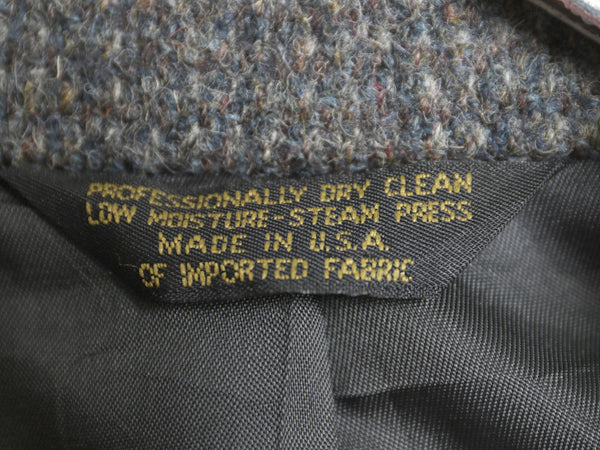 PROFESSIONALLY DRY CLEAN
LOW MOISTURE-STEAM PRESS
MADE IN U.S.A.
OF IMPORTED FABRIC